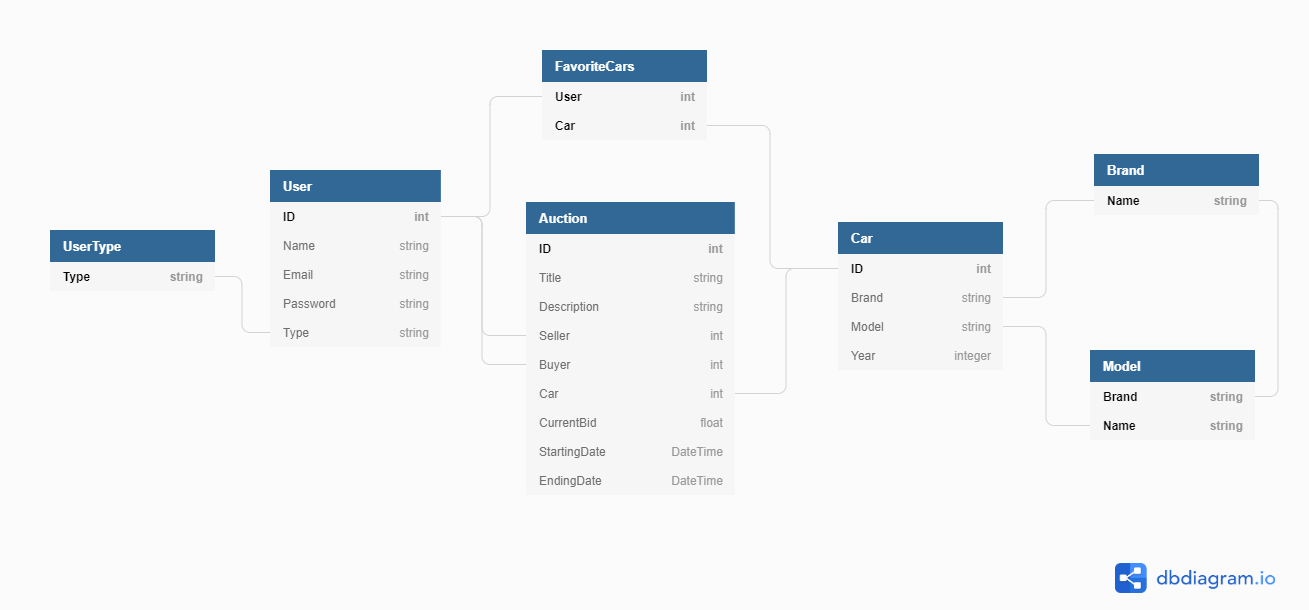 UserType
Type string
User
ID int
Name string
Email string
Password string
Type string
FavoriteCars
User int
Car int
Auction
ID int
Title string
Description string
Seller int
Buyer int
Car int
CurrentBid float
StartingDate DateTime
EndingDate DateTime
Car
ID int
Brand string
Model string
Year integer
Brand
Name string
Model
Brand string
Name string
dbdiagram.io